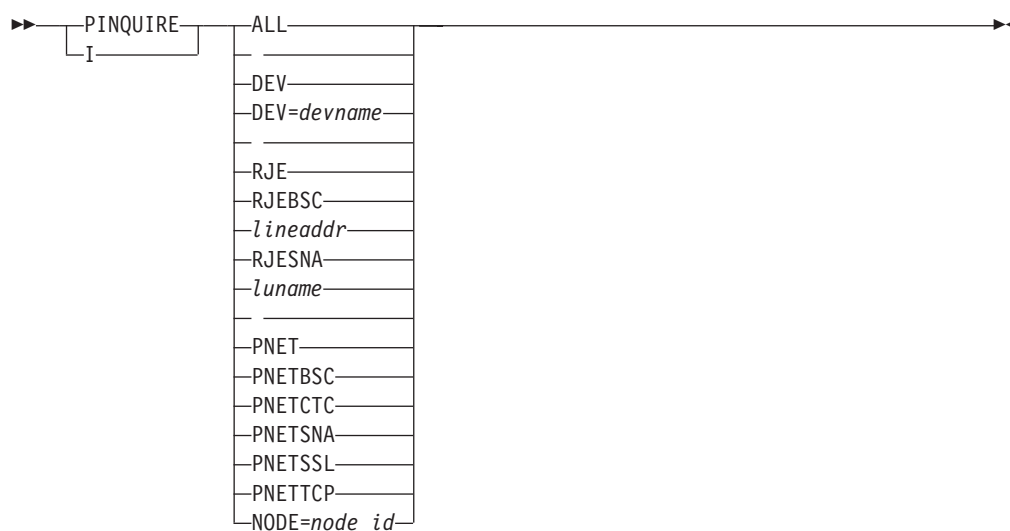 PINQUIRE ALL
I
DEV
DEV=devname
RJE
RJEBSC
lineaddr
RJESNA
luname
PNET
PNETBSC
PNETCTC
PNETSNA
PNETSSL
PNETTCP
NODE=node id